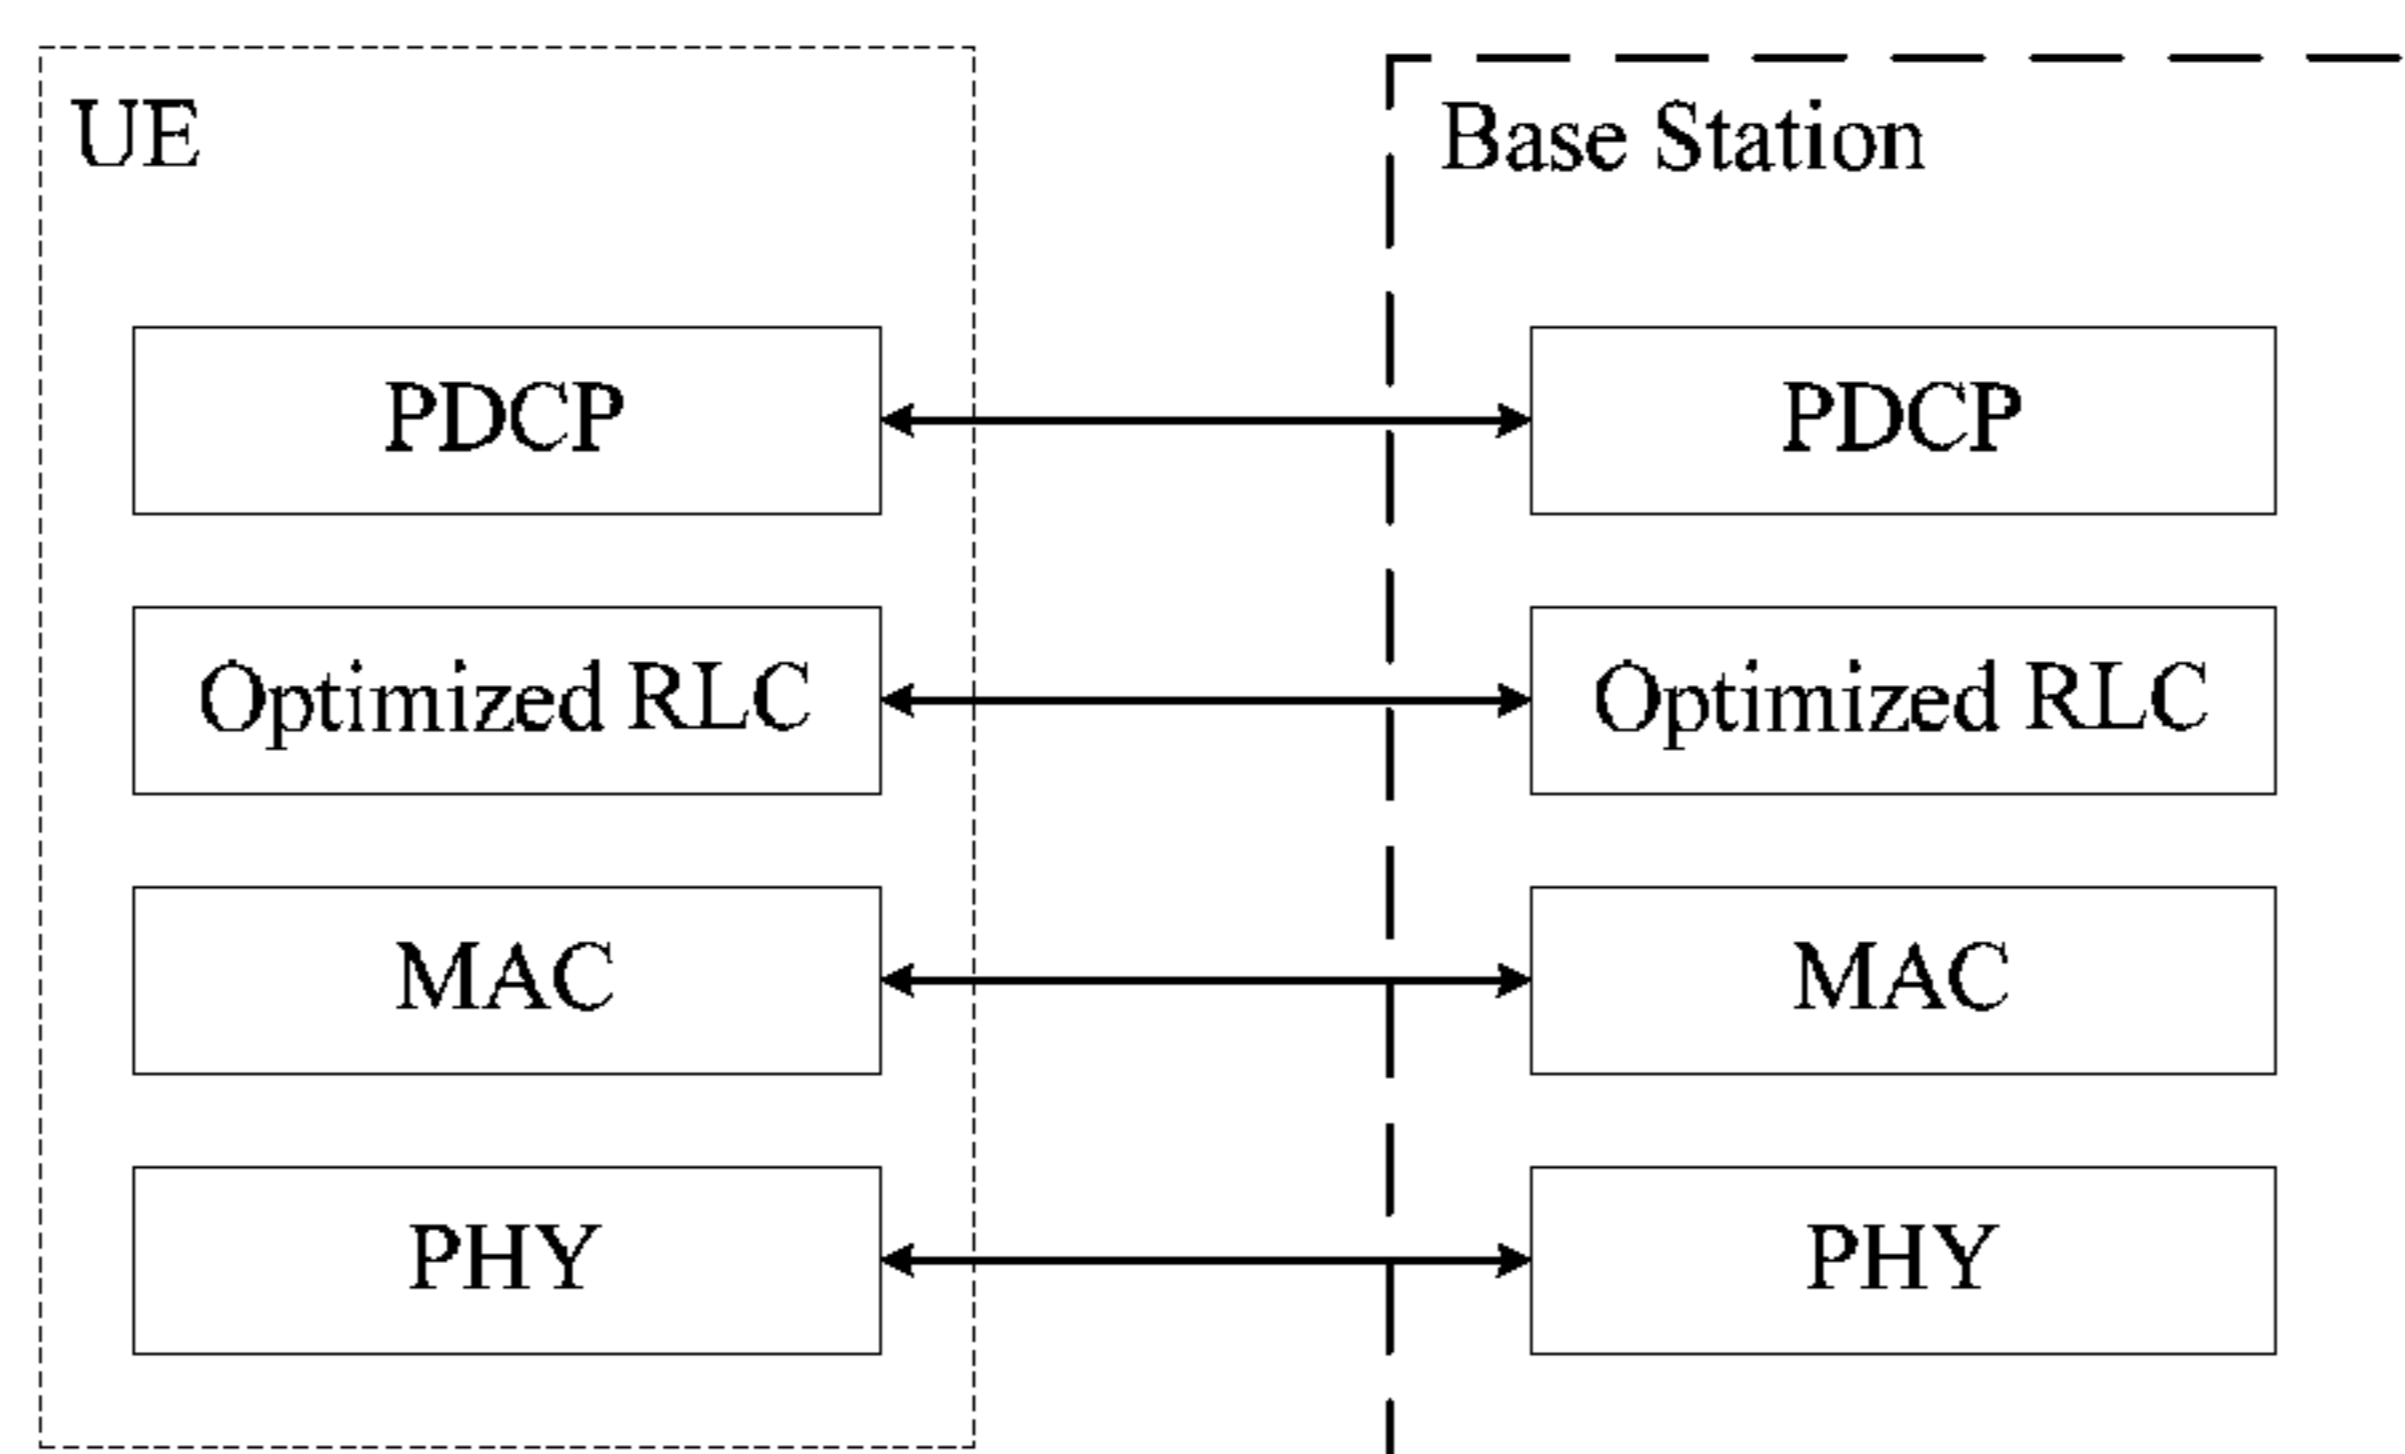 UE
Base Station
PDCP
PDCP
Optimized RLC
Optimized RLC
MAC
MAC
PHY
PHY